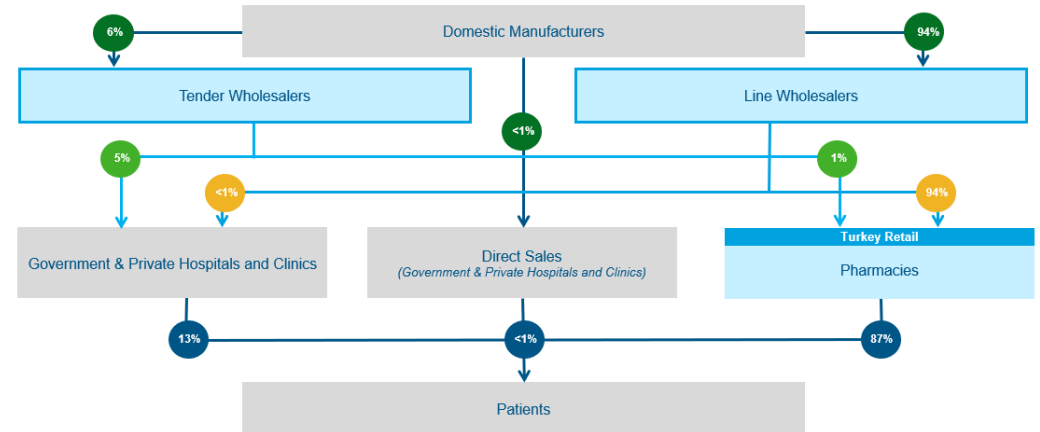 Domestic Manufacturers
6%
94%
Tender Wholesalers
Line Wholesalers
<1%
5%
1%
<1%
94%
Turkey Retail
Government & Private Hospitals and Clinics
Direct Sales
(Government & Private Hospitals and Clinics)
Pharmacies
13%
<1%
87%
Patients